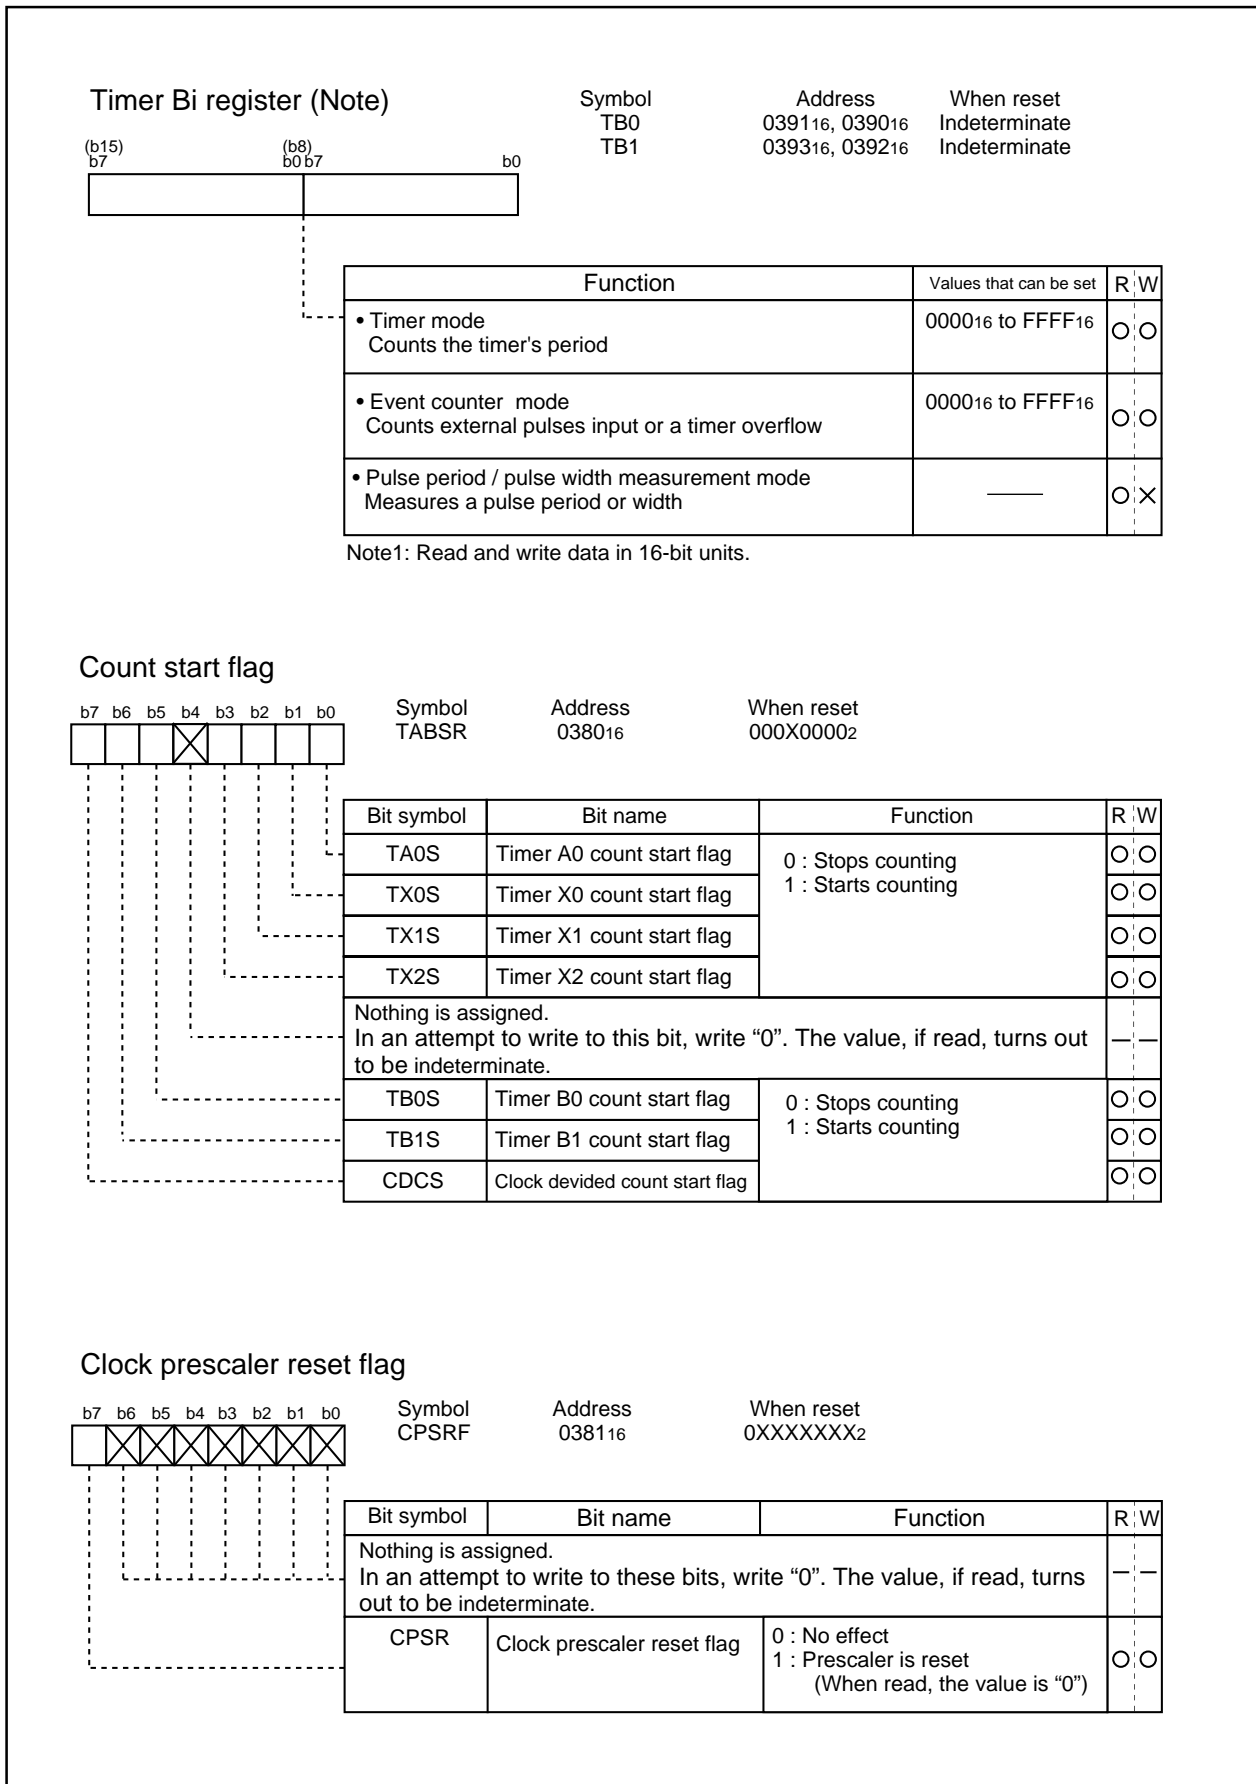 Timer Bi register (Note)
Symbol Address When reset
TB0 0391₁₆, 0390₁₆ Indeterminate
TB1 0393₁₆, 0392₁₆ Indeterminate
(b15) (b8)
b7 b0 b7 b0
Function Values that can be set R W
• Timer mode 0000₁₆ to FFFF₁₆
Counts the timer's period
• Event counter mode 0000₁₆ to FFFF₁₆
Counts external pulses input or a timer overflow
• Pulse period / pulse width measurement mode
Measures a pulse period or width
Note1: Read and write data in 16-bit units.
Count start flag
b7 b6 b5 b4 b3 b2 b1 b0
Symbol Address When reset
TABSR 0380₁₆ 000X0000₂
Bit symbol Bit name Function R W
TA0S Timer A0 count start flag 0 : Stops counting
1 : Starts counting
TX0S Timer X0 count start flag
TX1S Timer X1 count start flag
TX2S Timer X2 count start flag
Nothing is assigned.
In an attempt to write to this bit, write “0”. The value, if read, turns out
to be indeterminate.
TB0S Timer B0 count start flag 0 : Stops counting
1 : Starts counting
TB1S Timer B1 count start flag
CDCS Clock devided count start flag
Clock prescaler reset flag
b7 b6 b5 b4 b3 b2 b1 b0
Symbol Address When reset
CPSRF 0381₁₆ 0XXXXXXX₂
Bit symbol Bit name Function R W
Nothing is assigned.
In an attempt to write to these bits, write “0”. The value, if read, turns
out to be indeterminate.
CPSR Clock prescaler reset flag 0 : No effect
1 : Prescaler is reset
(When read, the value is “0”)